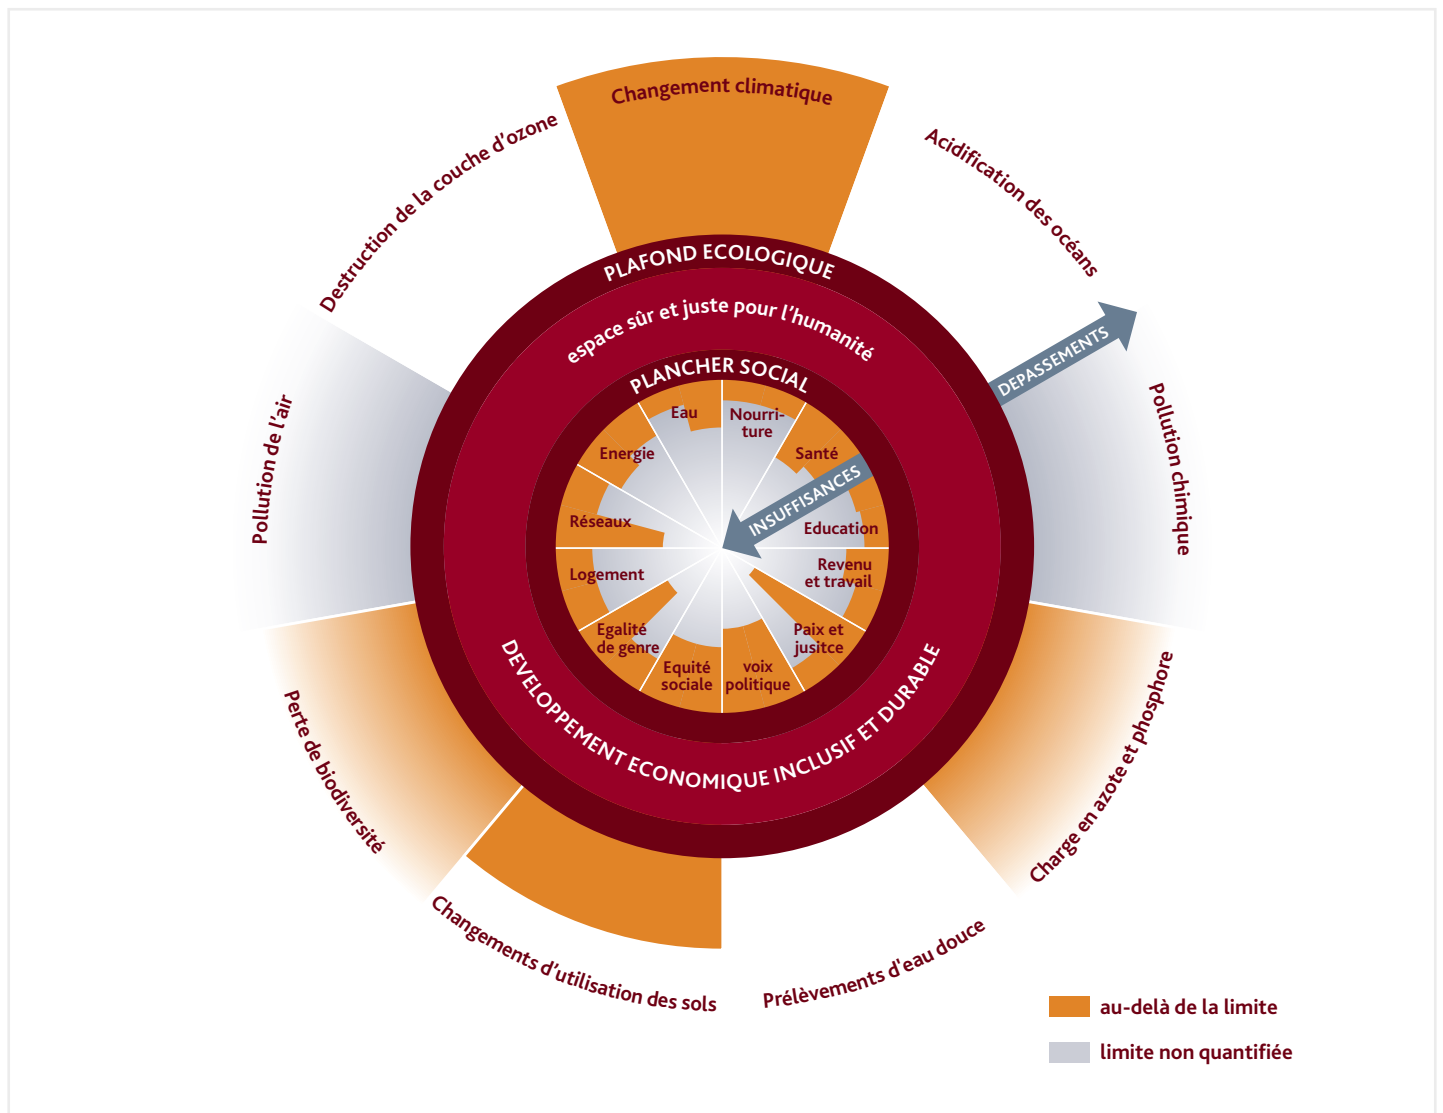 Changement climatique
Acidification des océans
Pollution chimique
Charge en azote et phosphore
Prélèvements d'eau douce
Changements d'utilisation des sols
Perte de biodiversité
Pollution de l'air
Destruction de la couche d'ozone
PLAFOND ECOLOGIQUE
espace sûr et juste pour l'humanité
PLANCHER SOCIAL
DEPASSEMENTS
INSUFFISANCES
Eau
Nourri-
ture
Santé
Education
Revenu
et travail
Paix et
jusitce
voix
politique
Equité
sociale
Egalité
de genre
Logement
Réseaux
Energie
DEVELOPPEMENT ECONOMIQUE INCLUSIF ET DURABLE
au-delà de la limite
limite non quantifiée